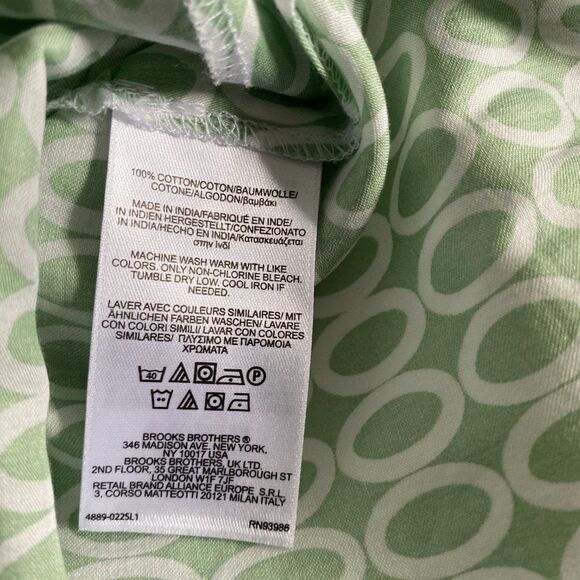 100% COTTON/COTON/BAUMWOLLE/
COTONE/ALGODON/βαμβάκι
MADE IN INDIA/FABRIQUÉ EN INDE/
IN INDIEN HERGESTELLT/CONFEZIONATO
IN INDIA/HECHO EN INDIA/Κατασκευάζεται
στην Ινδί
MACHINE WASH WARM WITH LIKE
COLORS. ONLY NON-CHLORINE BLEACH.
TUMBLE DRY LOW. COOL IRON IF
NEEDED.
LAVER AVEC COULEURS SIMILAIRES/MIT
ÄHNLICHEN FARBEN WASCHEN/ LAVARE
CON COLORI SIMILI/ LAVAR CON COLORES
SIMILARES/ ΠΛΥΣΙΜΟ ΜΕ ΠΑΡΟΜΟΙΑ
ΧΡΩΜΑΤΑ
40 P
BROOKS BROTHERS ®
346 MADISON AVE. NEW YORK,
NY 10017 USA
BROOKS BROTHERS, UK LTD.
2ND FLOOR, 35 GREAT MARLBOROUGH ST
LONDON W1F 7JF
RETAIL BRAND ALLIANCE EUROPE, S.R.L.
3, CORSO MATTEOTTI 20121 MILAN ITALY
4889-0225L1 RN93986